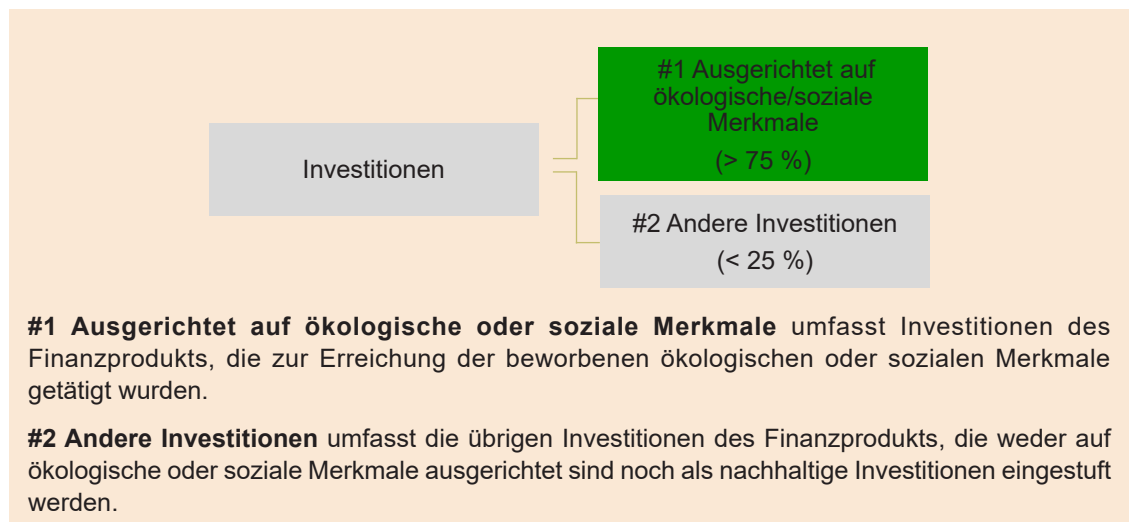 #1 Ausgerichtet auf
ökologische/soziale
Merkmale
(> 75 %)
Investitionen
#2 Andere Investitionen
(< 25 %)
#1 Ausgerichtet auf ökologische oder soziale Merkmale umfasst Investitionen des
Finanzprodukts, die zur Erreichung der beworbenen ökologischen oder sozialen Merkmale
getätigt wurden.
#2 Andere Investitionen umfasst die übrigen Investitionen des Finanzprodukts, die weder auf
ökologische oder soziale Merkmale ausgerichtet sind noch als nachhaltige Investitionen eingestuft
werden.